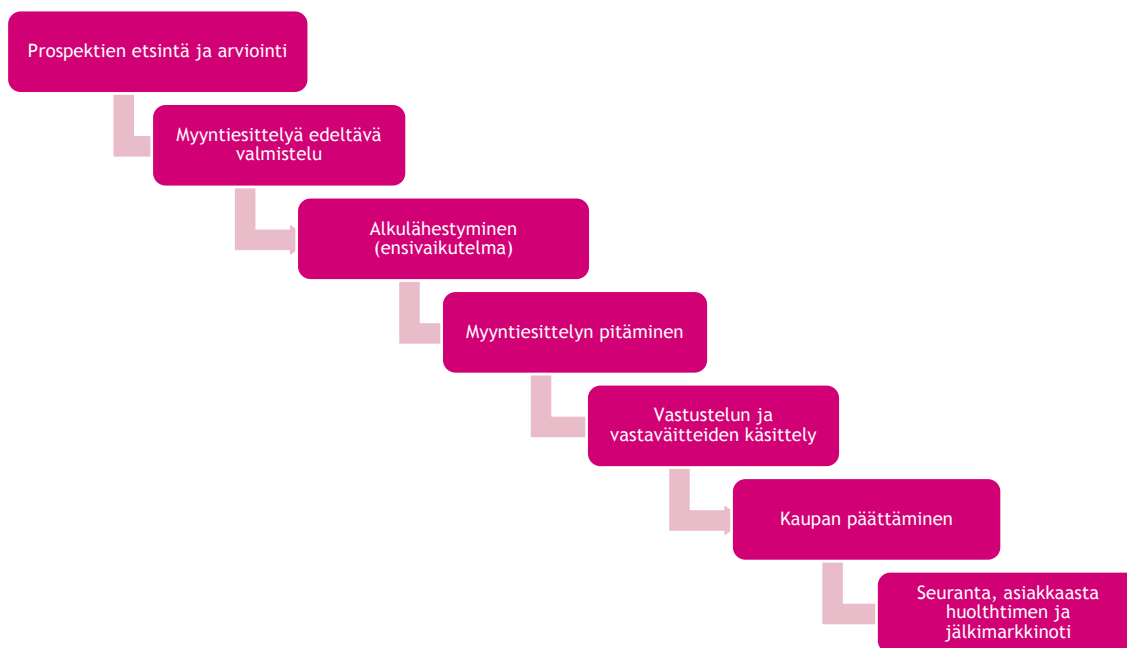 Prospektien etsintä ja arviointi
Myyntiesittelyä edeltävä
valmistelu
Alkulähestyminen
(ensivaikutelma)
Myyntiesittelyn pitäminen
Vastustelun ja
vastaväitteiden käsittely
Kaupan päättäminen
Seuranta, asiakkaasta
huolthtimen ja
jälkimarkkinoti